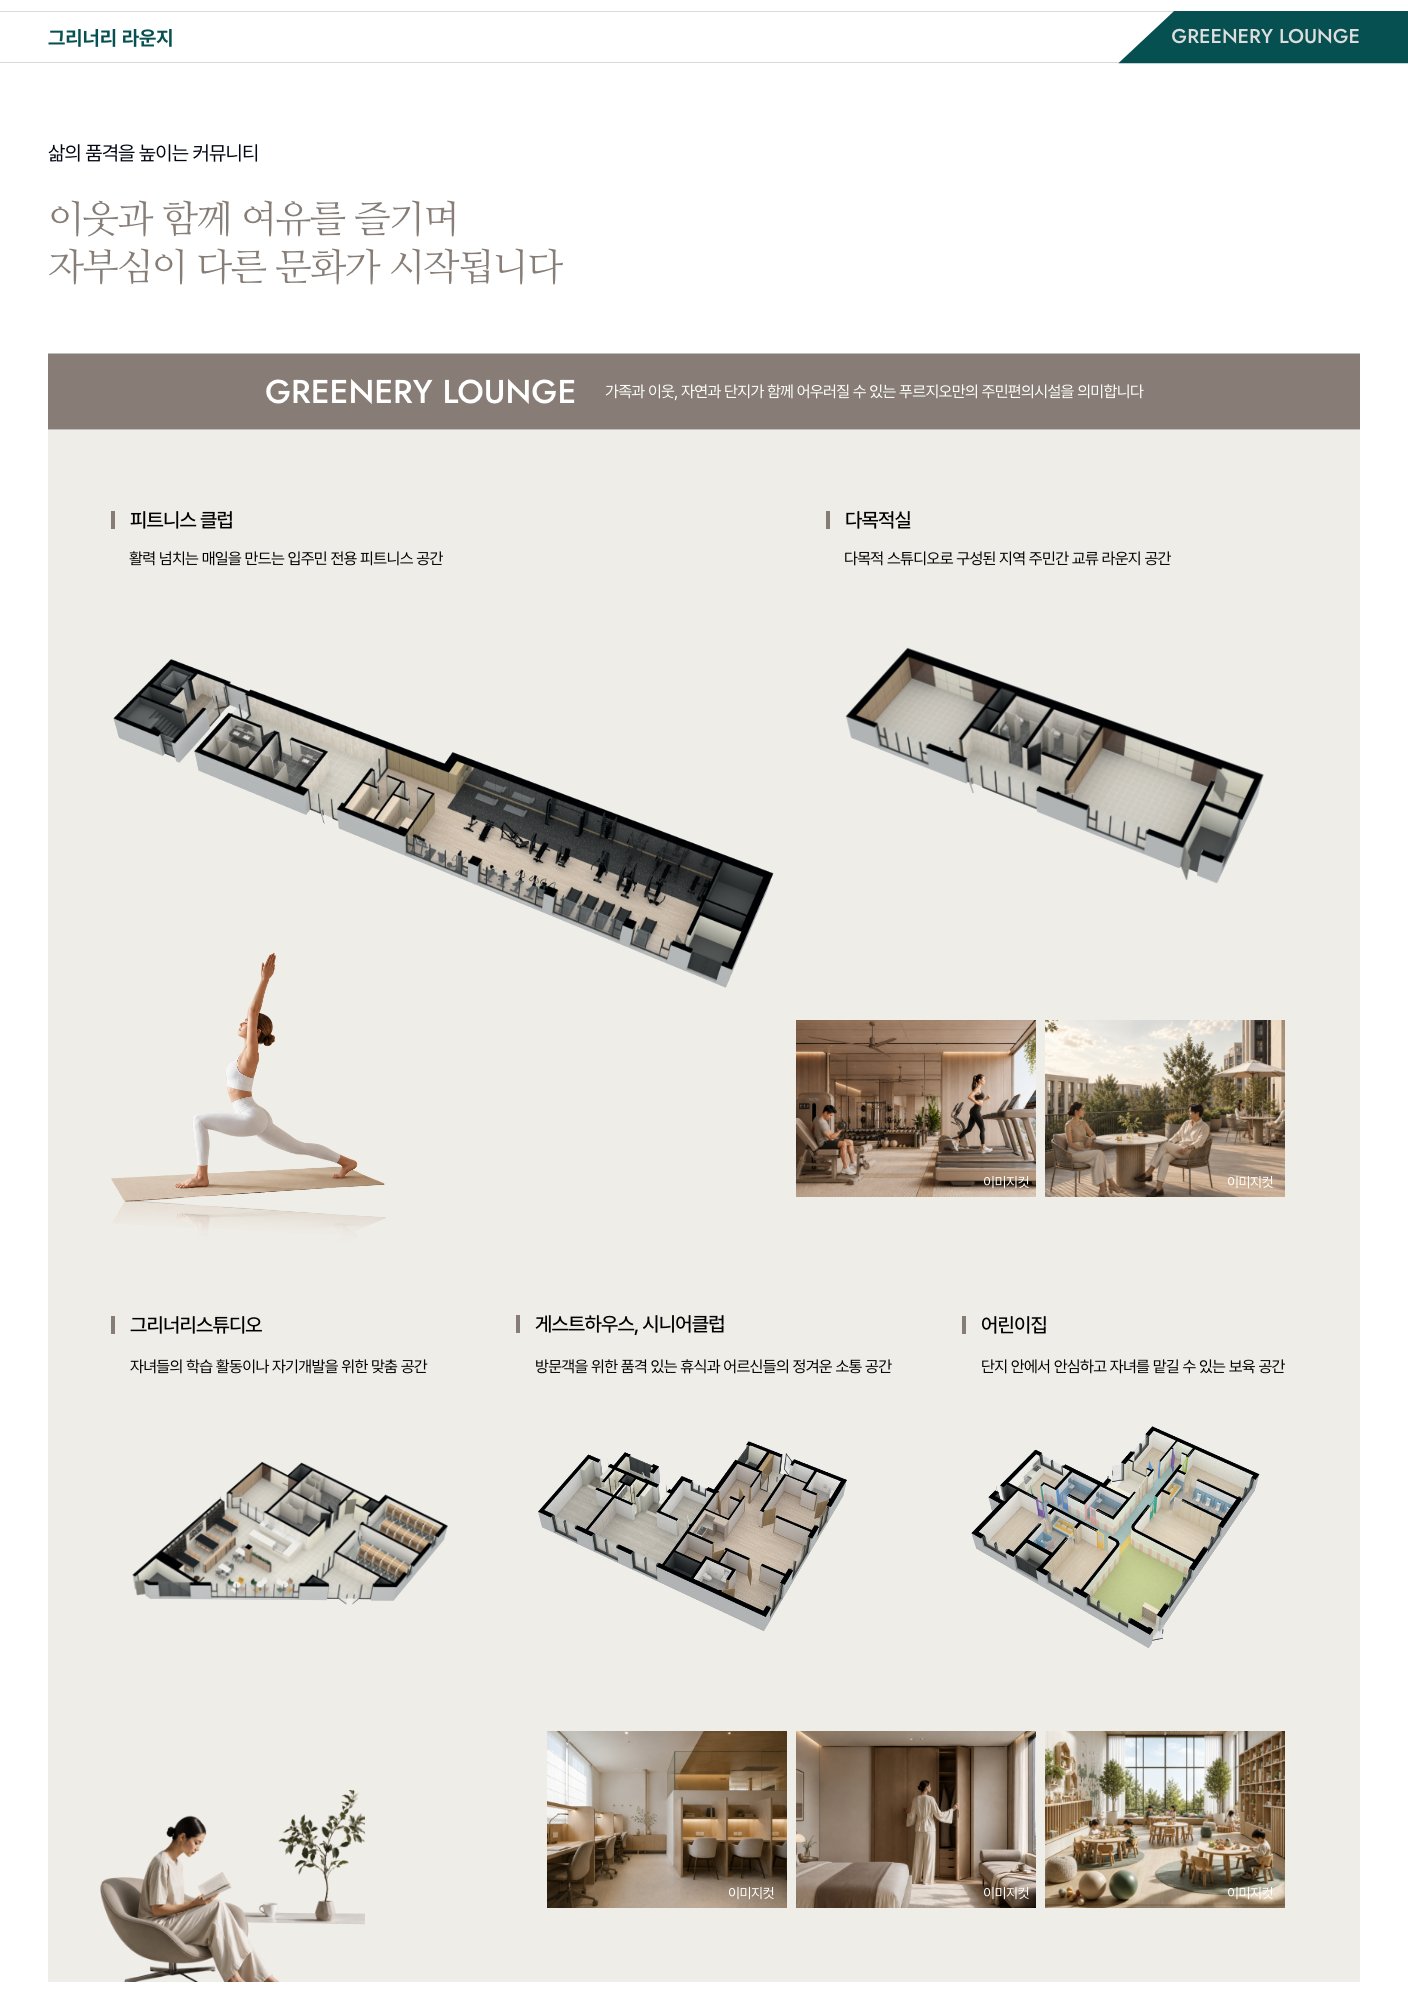 그리너리 라운지
GREENERY LOUNGE
삶의 품격을 높이는 커뮤니티
이웃과 함께 여유를 즐기며
자부심이 다른 문화가 시작됩니다
GREENERY LOUNGE
가족과 이웃, 자연과 단지가 함께 어우러질 수 있는 푸르지오만의 주민편의시설을 의미합니다
피트니스 클럽
활력 넘치는 매일을 만드는 입주민 전용 피트니스 공간
다목적실
다목적 스튜디오로 구성된 지역 주민간 교류 라운지 공간
이미지컷
이미지컷
그리너리스튜디오
자녀들의 학습 활동이나 자기개발을 위한 맞춤 공간
게스트하우스, 시니어클럽
방문객을 위한 품격 있는 휴식과 어르신들의 정겨운 소통 공간
어린이집
단지 안에서 안심하고 자녀를 맡길 수 있는 보육 공간
이미지컷
이미지컷
이미지컷